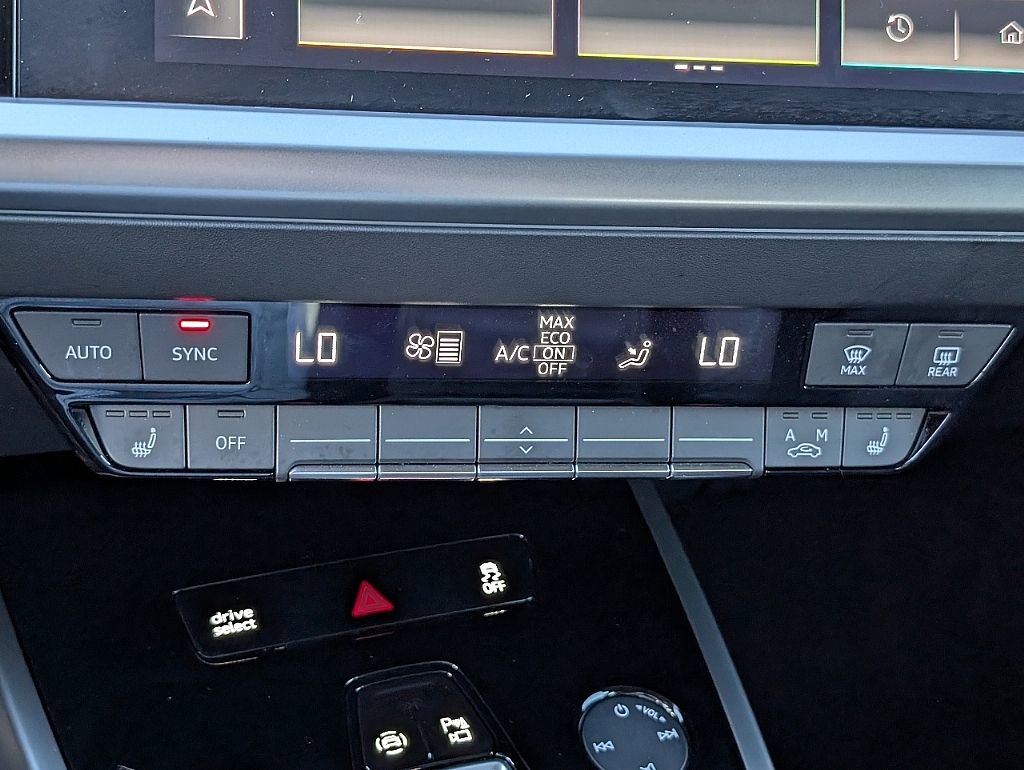 AUTO
SYNC
LO
A/C
MAX
ECO
ON
OFF
LO
MAX
REAR
OFF
A M
drive
select
OFF
P
VOL